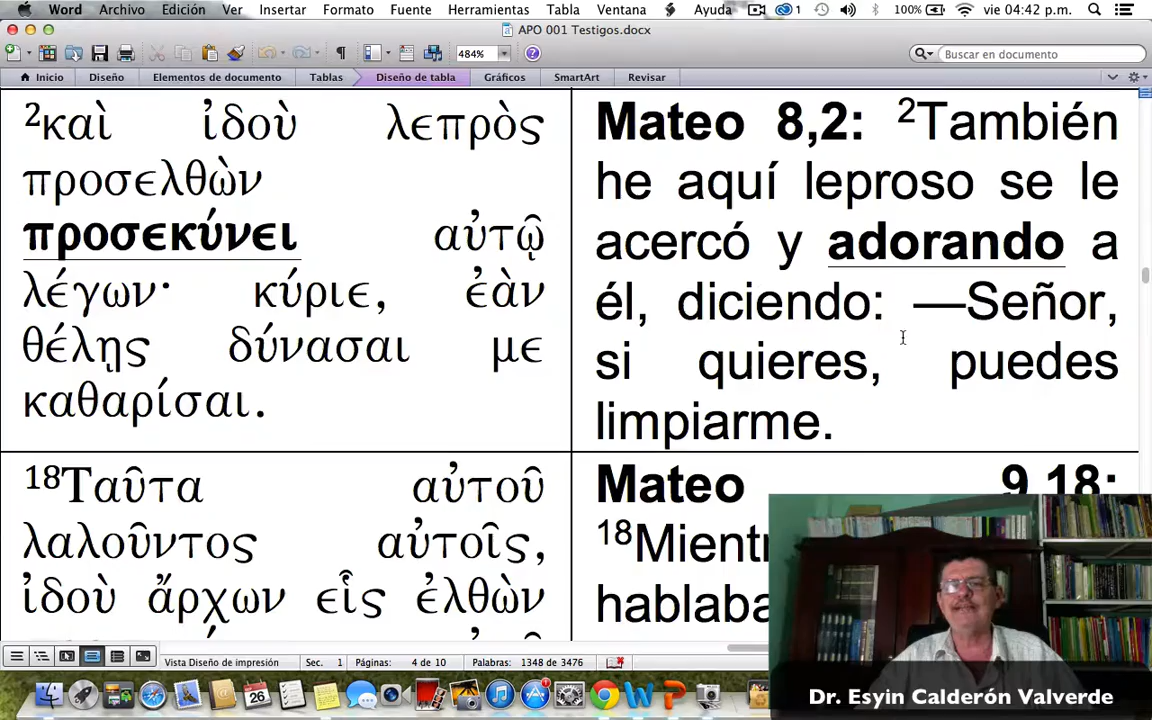 Word Archivo Edición Ver Insertar Formato Fuente Herramientas Tabla Ventana Ayuda 1 100% vie 04:42 p.m.
APO 001 Testigos.docx
484% Buscar en documento
Inicio Diseño Elementos de documento Tablas Diseño de tabla Gráficos SmartArt Revisar
²καὶ ἰδοὺ λεπρὸς
προσελθὼν
προσεκύνει αὐτῷ
λέγων· κύριε, ἐὰν
θέλῃς δύνασαι με
καθαρίσαι.
Mateo 8,2: ²También
he aquí leproso se le
acercó y adorando a
él, diciendo: —Señor,
si quieres, puedes
limpiarme.
¹⁸Ταῦτα αὐτοῦ
λαλοῦντος αὐτοῖς,
ἰδοὺ ἄρχων εἷς ἐλθὼν
Mateo 9,18:
¹⁸Mientr
hablaba
Vista Diseño de impresión Sec. 1 Páginas: 4 de 10 Palabras: 1348 de 3476
26
Dr. Esyin Calderón Valverde